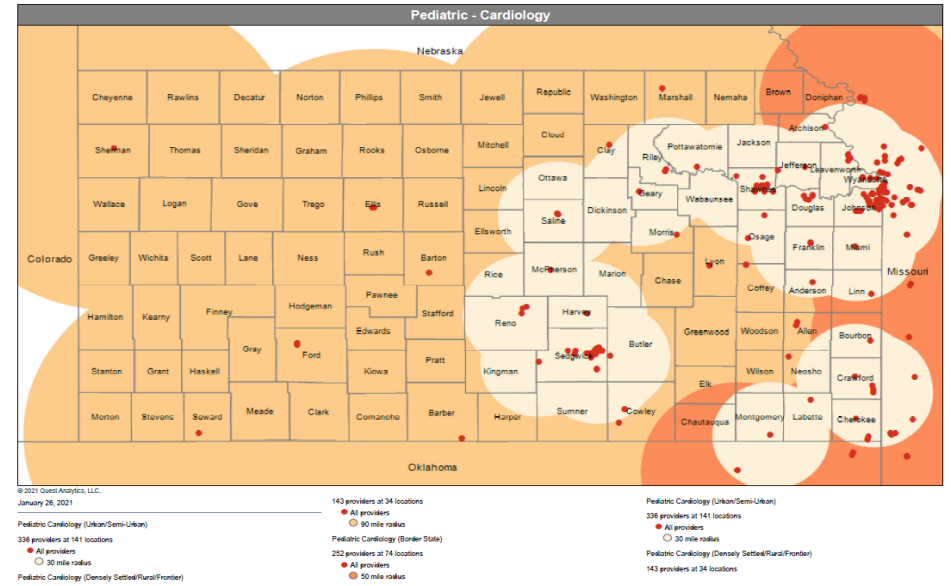 Pediatric - Cardiology
Nebraska
Cheyenne Rawlins Decatur Norton Phillips Smith Jewell Republic Washington Marshall Nemaha Brown Doniphan
Atchison
Sherman Thomas Sheridan Graham Rooks Osborne Mitchell Cloud Clay Riley Pottawatomie Jackson
Jefferson Leavenworth
Wyandotte
Ottawa
Lincoln Geary Shawnee
Wallace Logan Gove Trego Ellis Russell Dickinson Wabaunsee Douglas Johnson
Saline
Ellsworth Morris Osage
Franklin Miami
Colorado Greeley Wichita Scott Lane Ness Rush Barton Lyon
Rice McPherson Marion Missouri
Chase Coffey Anderson Linn
Pawnee
Hamilton Kearny Finney Hodgeman Stafford Reno Harvey
Edwards Greenwood Woodson Allen Bourbon
Gray Ford Sedgwick Butler
Pratt
Stanton Grant Haskell Kiowa Kingman Wilson Neosho Crawford
Elk
Morton Stevens Seward Meade Clark Comanche Barber Harper Sumner Cowley Chautauqua Montgomery Labette Cherokee
Oklahoma
© 2021 Quest Analytics, LLC.
January 26, 2021
Pediatric Cardiology (Urban/Semi-Urban)
336 providers at 141 locations
All providers
30 mile radius
Pediatric Cardiology (Densely Settled/Rural/Frontier)
143 providers at 34 locations
All providers
90 mile radius
Pediatric Cardiology (Border State)
252 providers at 74 locations
All providers
50 mile radius
Pediatric Cardiology (Urban/Semi-Urban)
336 providers at 141 locations
All providers
30 mile radius
Pediatric Cardiology (Densely Settled/Rural/Frontier)
143 providers at 34 locations